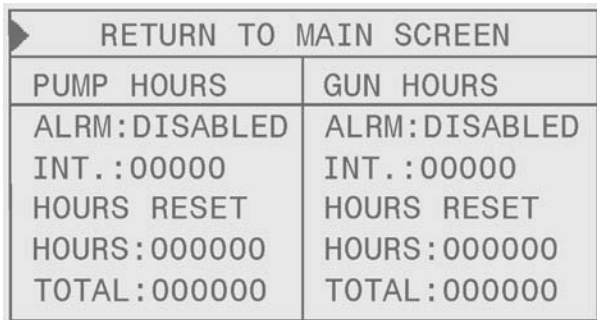 RETURN TO MAIN SCREEN
PUMP HOURS
ALRM:DISABLED
INT.:00000
HOURS RESET
HOURS:000000
TOTAL:000000
GUN HOURS
ALRM:DISABLED
INT.:00000
HOURS RESET
HOURS:000000
TOTAL:000000